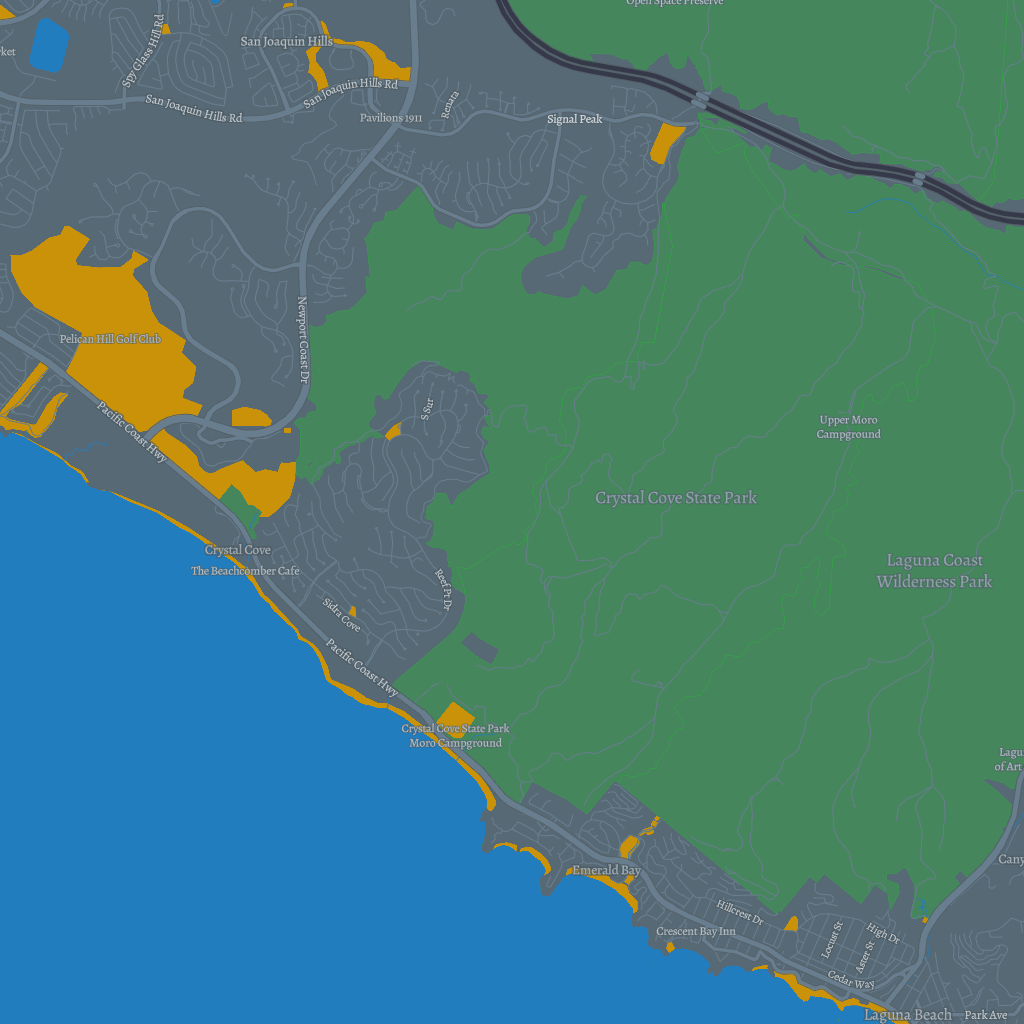 Open Space Preserve
San Joaquin Hills
Spy Glass Hill Rd
San Joaquin Hills Rd
San Joaquin Hills Rd
Renata
Pavilions 1911
Signal Peak
Newport Coast Dr
Pelican Hill Golf Club
Pacific Coast Hwy
S Sur
Upper Moro
Campground
Crystal Cove State Park
Crystal Cove
The Beachcomber Cafe
Laguna Coast
Wilderness Park
Reef Pt Dr
Sidra Cove
Pacific Coast Hwy
Crystal Cove State Park
Moro Campground
of Art
Emerald Bay
Hillcrest Dr
Crescent Bay Inn
Locust St
High Dr
Aster St
Cedar Way
Laguna Beach
Park Ave